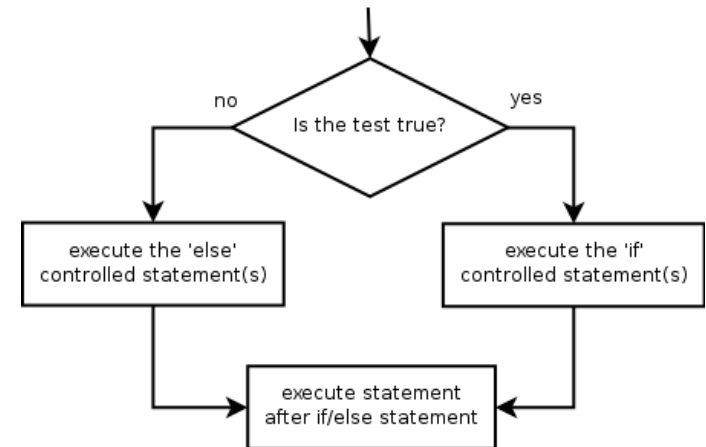 no
yes
Is the test true?
execute the 'else'
controlled statement(s)
execute the 'if'
controlled statement(s)
execute statement
after if/else statement